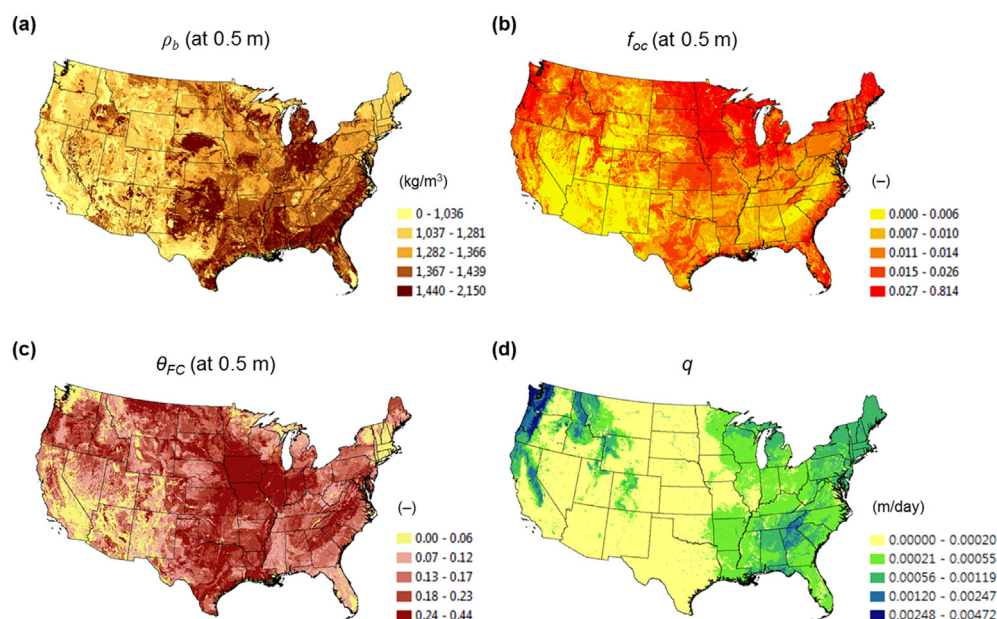 (a)
ρb (at 0.5 m)
(kg/m³)
0 - 1,036
1,037 - 1,281
1,282 - 1,366
1,367 - 1,439
1,440 - 2,150
(b)
foc (at 0.5 m)
(–)
0.000 - 0.006
0.007 - 0.010
0.011 - 0.014
0.015 - 0.026
0.027 - 0.814
(c)
θFC (at 0.5 m)
(–)
0.00 - 0.06
0.07 - 0.12
0.13 - 0.17
0.18 - 0.23
0.24 - 0.44
(d)
q
(m/day)
0.00000 - 0.00020
0.00021 - 0.00055
0.00056 - 0.00119
0.00120 - 0.00247
0.00248 - 0.00472